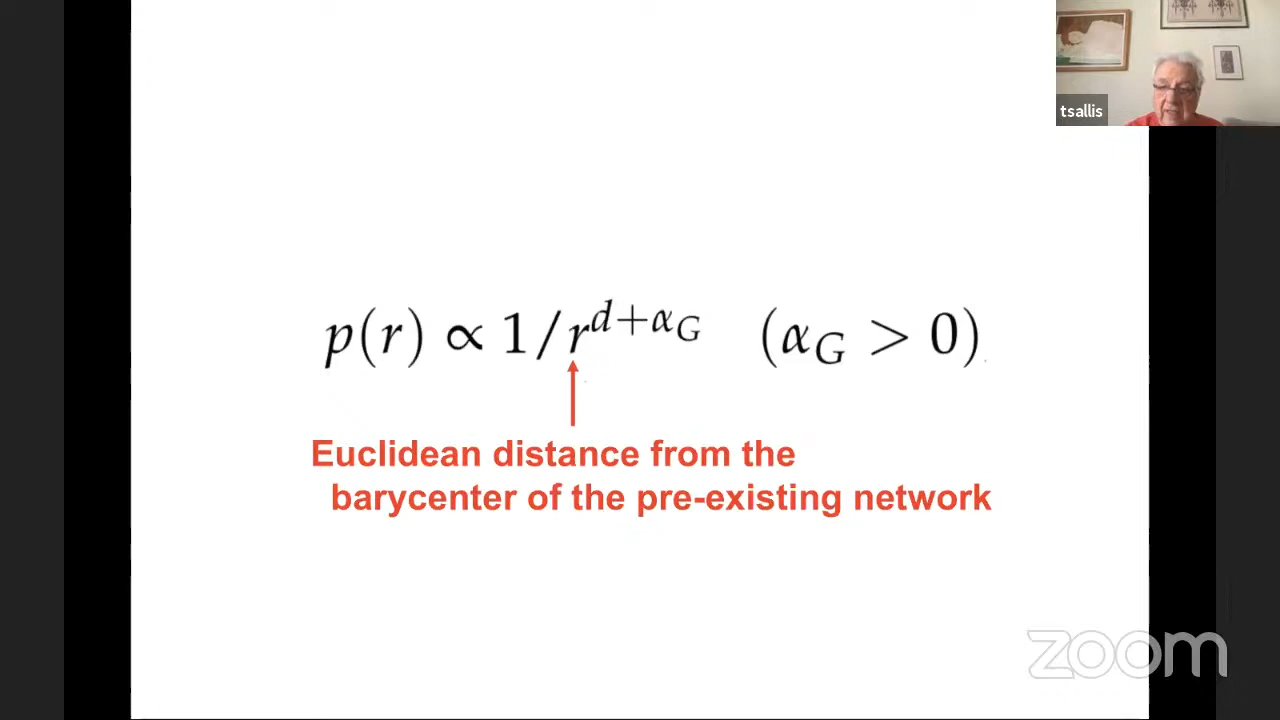 tsallis
p(r) ∝ 1/r^{d+α_G} (α_G > 0)
Euclidean distance from the
barycenter of the pre-existing network
zoom